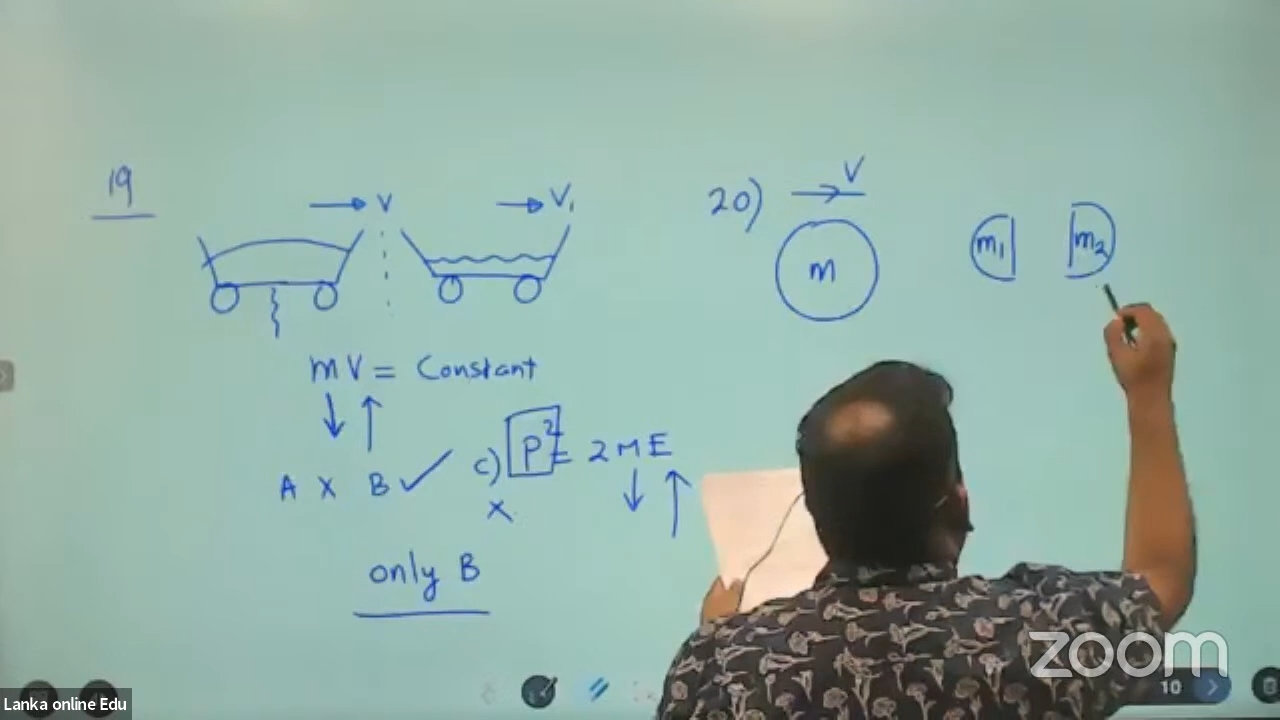 19
V
V1
mV = Constant
A X B ✓ c) P² = 2ME
X
only B
20) V
m
m1 m2
zoom
10
Lanka online Edu